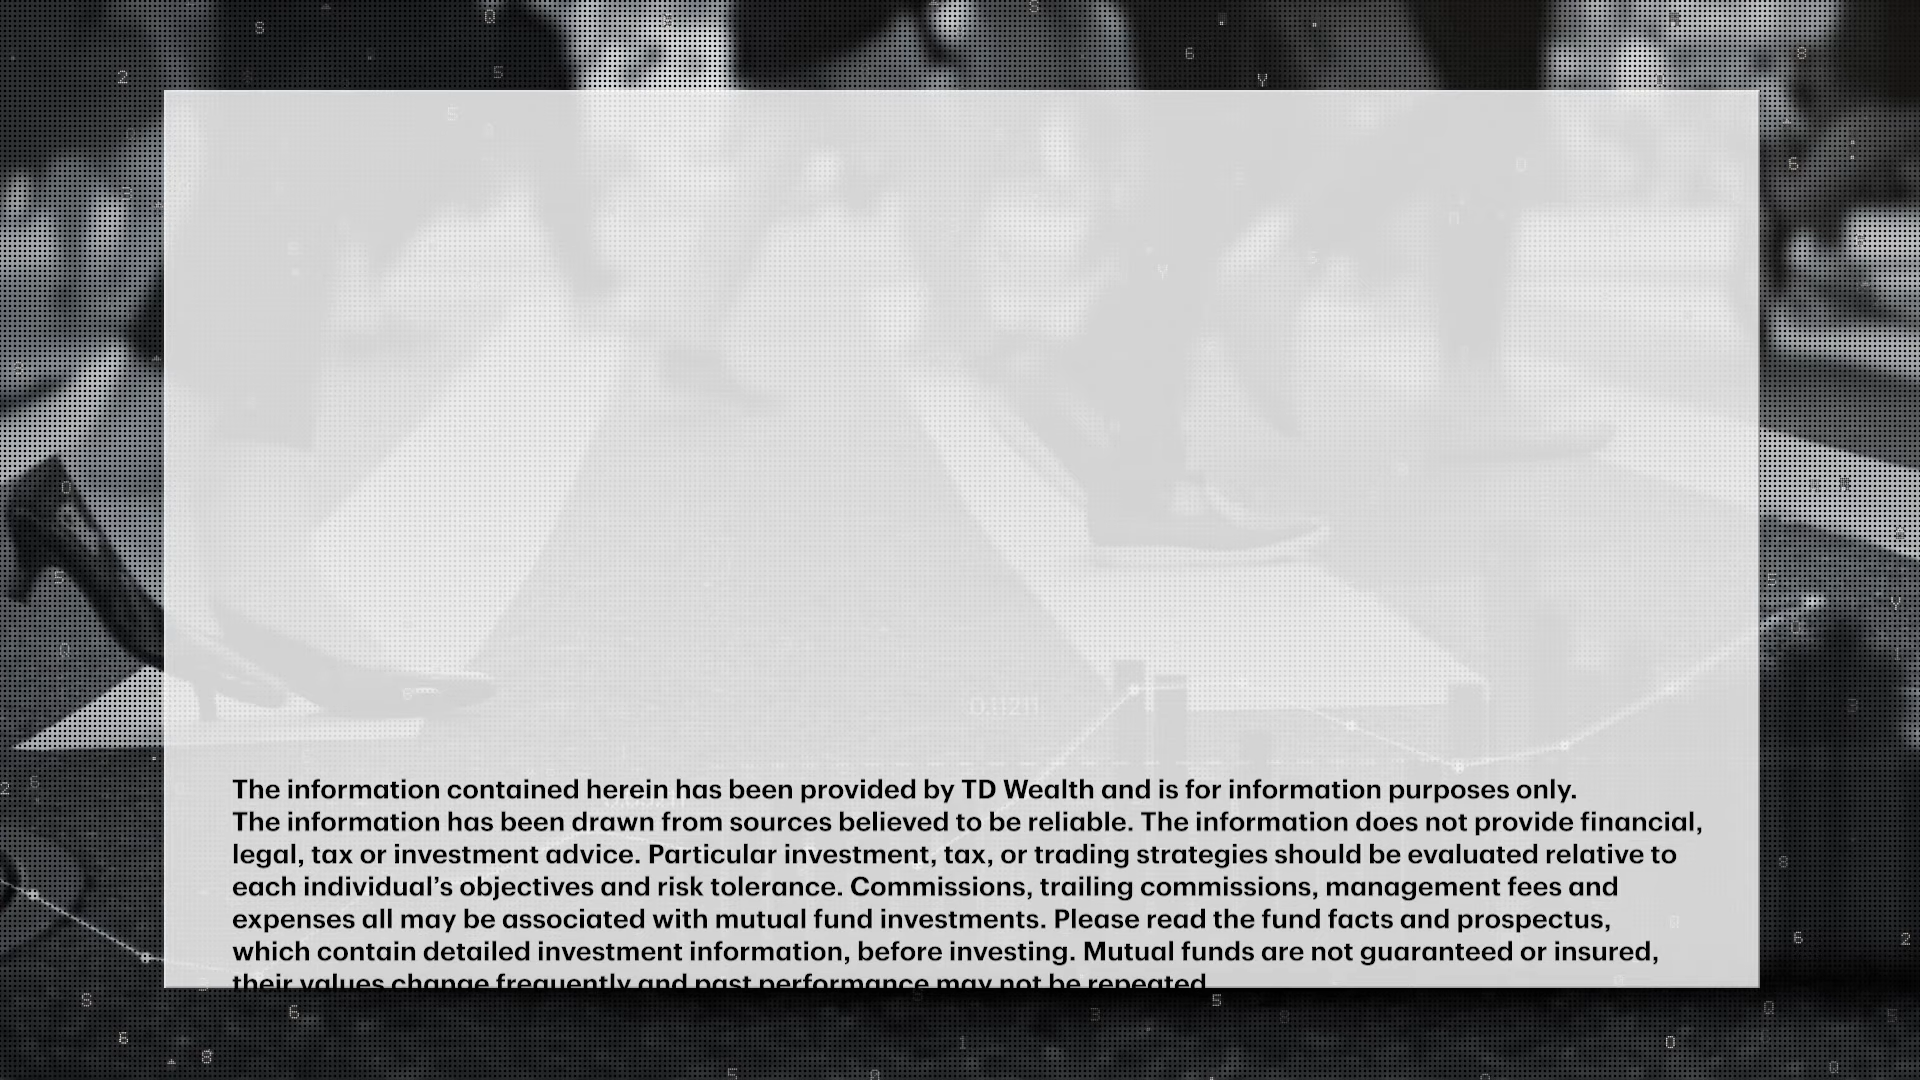 The information contained herein has been provided by TD Wealth and is for information purposes only.
The information has been drawn from sources believed to be reliable. The information does not provide financial,
legal, tax or investment advice. Particular investment, tax, or trading strategies should be evaluated relative to
each individual’s objectives and risk tolerance. Commissions, trailing commissions, management fees and
expenses all may be associated with mutual fund investments. Please read the fund facts and prospectus,
which contain detailed investment information, before investing. Mutual funds are not guaranteed or insured,
their values change frequently and past performance may not be repeated